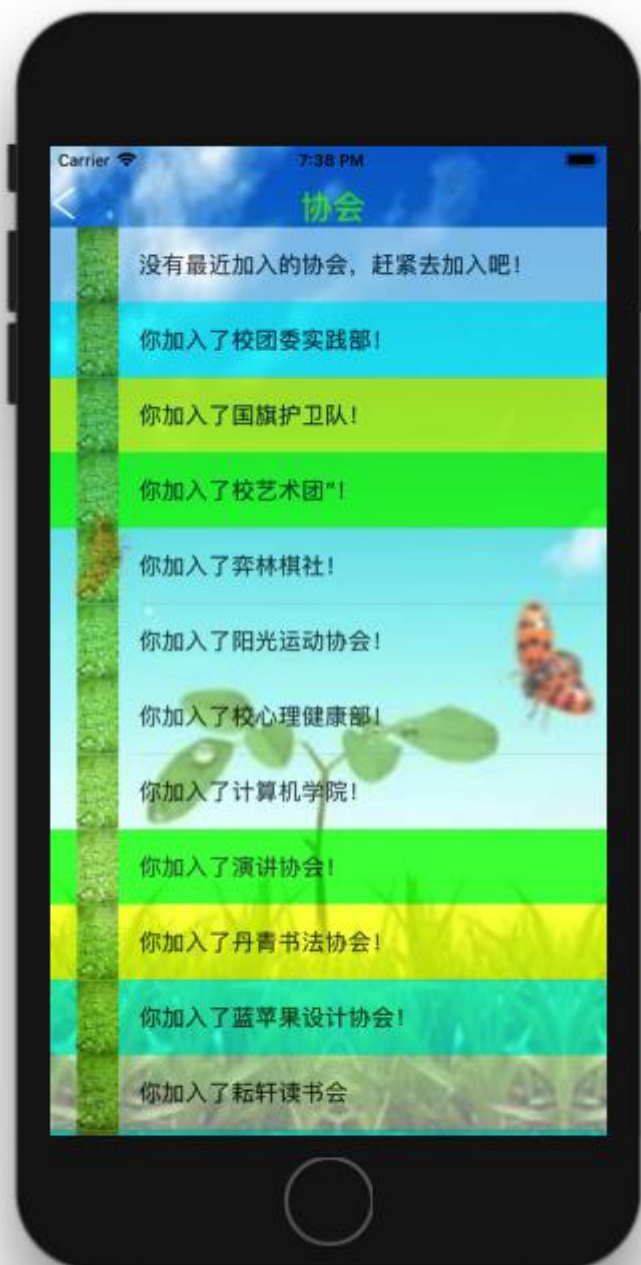 Carrier
7:38 PM
协会
没有最近加入的协会，赶紧去加入吧！
你加入了校团委实践部！
你加入了国旗护卫队！
你加入了校艺术团”！
你加入了弈林棋社！
你加入了阳光运动协会！
你加入了校心理健康部！
你加入了计算机学院！
你加入了演讲协会！
你加入了丹青书法协会！
你加入了蓝苹果设计协会！
你加入了耘轩读书会